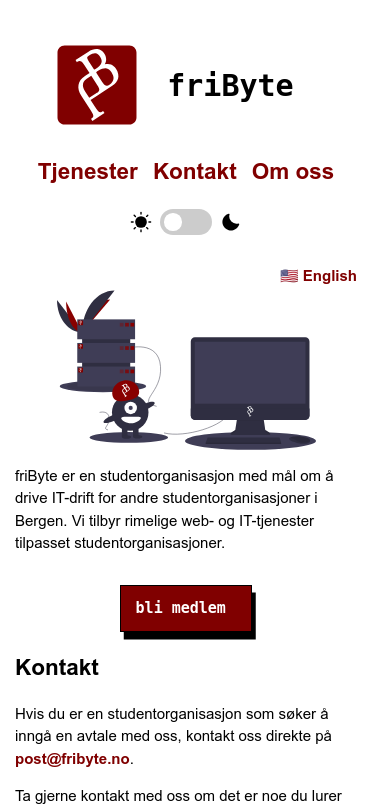 friByte
Tjenester Kontakt Om oss
English
friByte er en studentorganisasjon med mål om å
drive IT-drift for andre studentorganisasjoner i
Bergen. Vi tilbyr rimelige web- og IT-tjenester
tilpasset studentorganisasjoner.
bli medlem
Kontakt
Hvis du er en studentorganisasjon som søker å
inngå en avtale med oss, kontakt oss direkte på
post@fribyte.no.
Ta gjerne kontakt med oss om det er noe du lurer